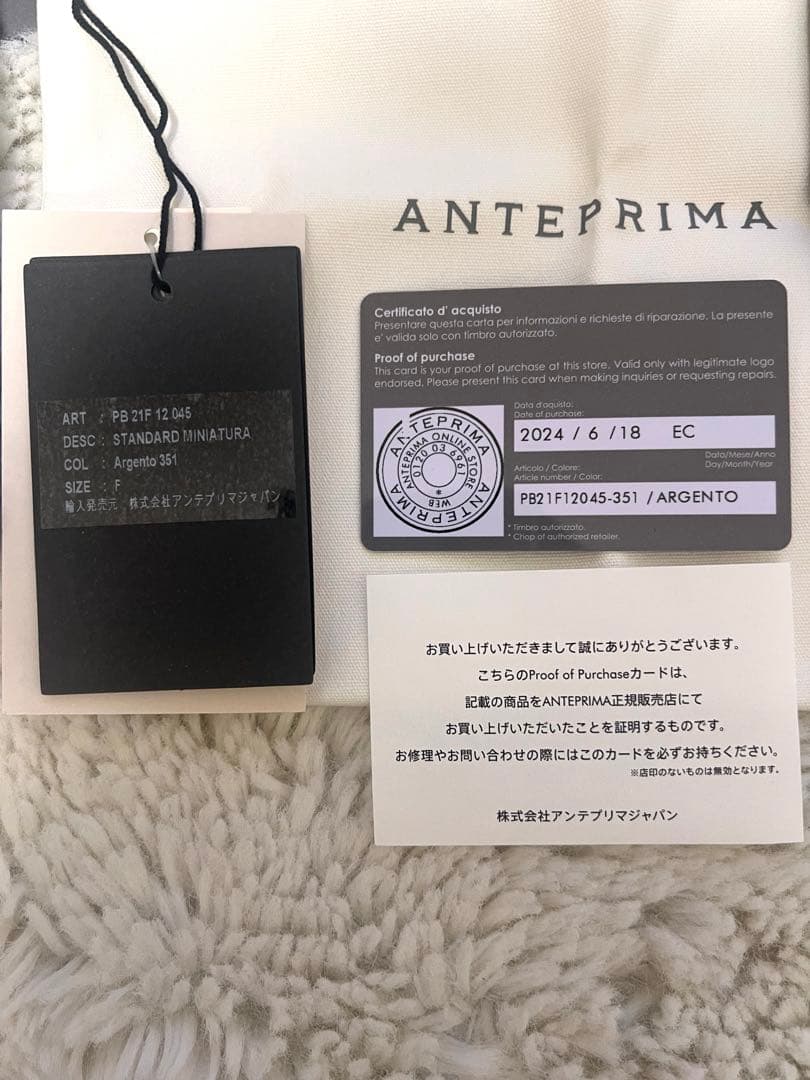 ANTEPRIMA
ART : PB 21F 12 045
DESC : STANDARD MINIATURA
COL : Argento 351
SIZE : F
輸入発売元 株式会社アンテプリマジャパン
Certificato d' acquisto
Presentare questa carta per informazioni e richieste di riparazione. La presente
e' valida solo con timbro autorizzato.
Proof of purchase
This card is your proof of purchase at this store. Valid only with legitimate logo
endorsed. Please present this card when making inquiries or requesting repairs.
ANTEPRIMA ANTEPRIMA
ANTEPRIMA ONLINE STORE
0120 03 6961
WEB
*
Data d'aquisto:
Date of purchase:
2024 / 6 /18 EC
Data/Mese/Anno
Day/Month/Year
Articolo / Colore:
Article number / Color:
PB21F12045-351 /ARGENTO
* Timbro autorizzato.
* Chop of authorized retailer.
お買い上げいただきまして誠にありがとうございます。
こちらのProof of Purchaseカードは、
記載の商品をANTEPRIMA正規販売店にて
お買い上げいただいたことを証明するものです。
お修理やお問い合わせの際にはこのカードを必ずお持ちください。
※店印のないものは無効となります。
株式会社アンテプリマジャパン